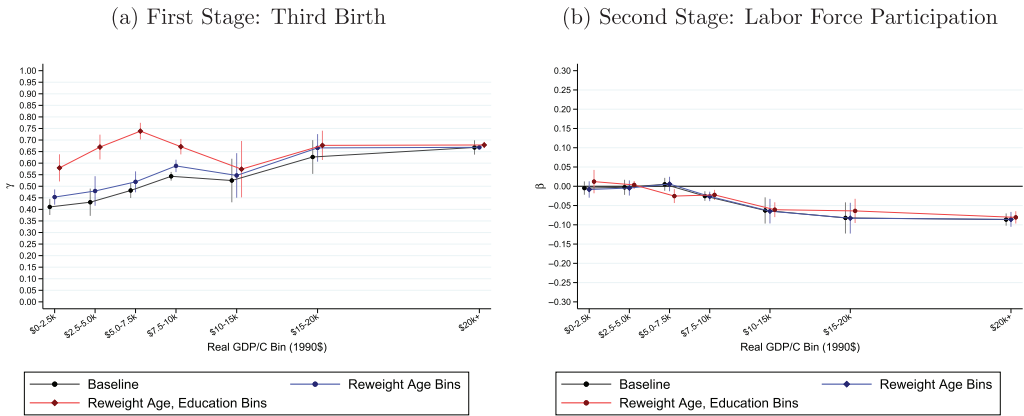 (a) First Stage: Third Birth
γ
1.00
0.95
0.90
0.85
0.80
0.75
0.70
0.65
0.60
0.55
0.50
0.45
0.40
0.35
0.30
0.25
0.20
0.15
0.10
0.05
0.00
$0-2.5k
$2.5-5.0k
$5.0-7.5k
$7.5-10k
$10-15k
$15-20k
$20k+
Real GDP/C Bin (1990$)
Baseline
Reweight Age Bins
Reweight Age, Education Bins
(b) Second Stage: Labor Force Participation
β
0.30
0.25
0.20
0.15
0.10
0.05
0.00
−0.05
−0.10
−0.15
−0.20
−0.25
−0.30
$0-2.5k
$2.5-5.0k
$5.0-7.5k
$7.5-10k
$10-15k
$15-20k
$20k+
Real GDP/C Bin (1990$)
Baseline
Reweight Age Bins
Reweight Age, Education Bins